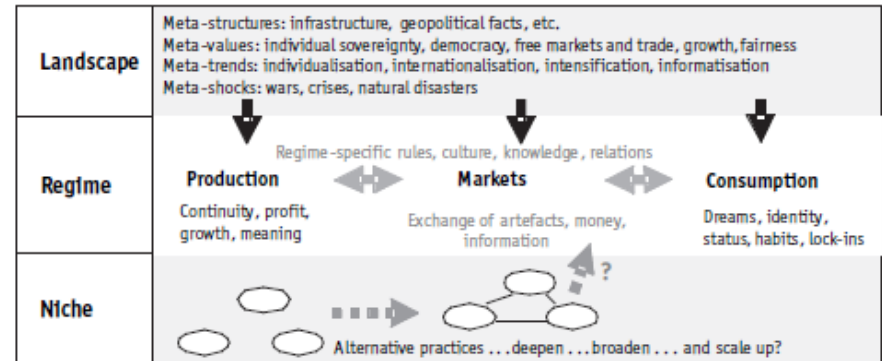 Landscape
Meta-structures: infrastructure, geopolitical facts, etc.
Meta-values: individual sovereignty, democracy, free markets and trade, growth, fairness
Meta-trends: individualisation, internationalisation, intensification, informatisation
Meta-shocks: wars, crises, natural disasters
Regime
Regime-specific rules, culture, knowledge, relations
Production
Continuity, profit,
growth, meaning
Markets
Exchange of artefacts, money,
information
Consumption
Dreams, identity,
status, habits, lock-ins
Niche
?
Alternative practices ...deepen ...broaden ... and scale up?